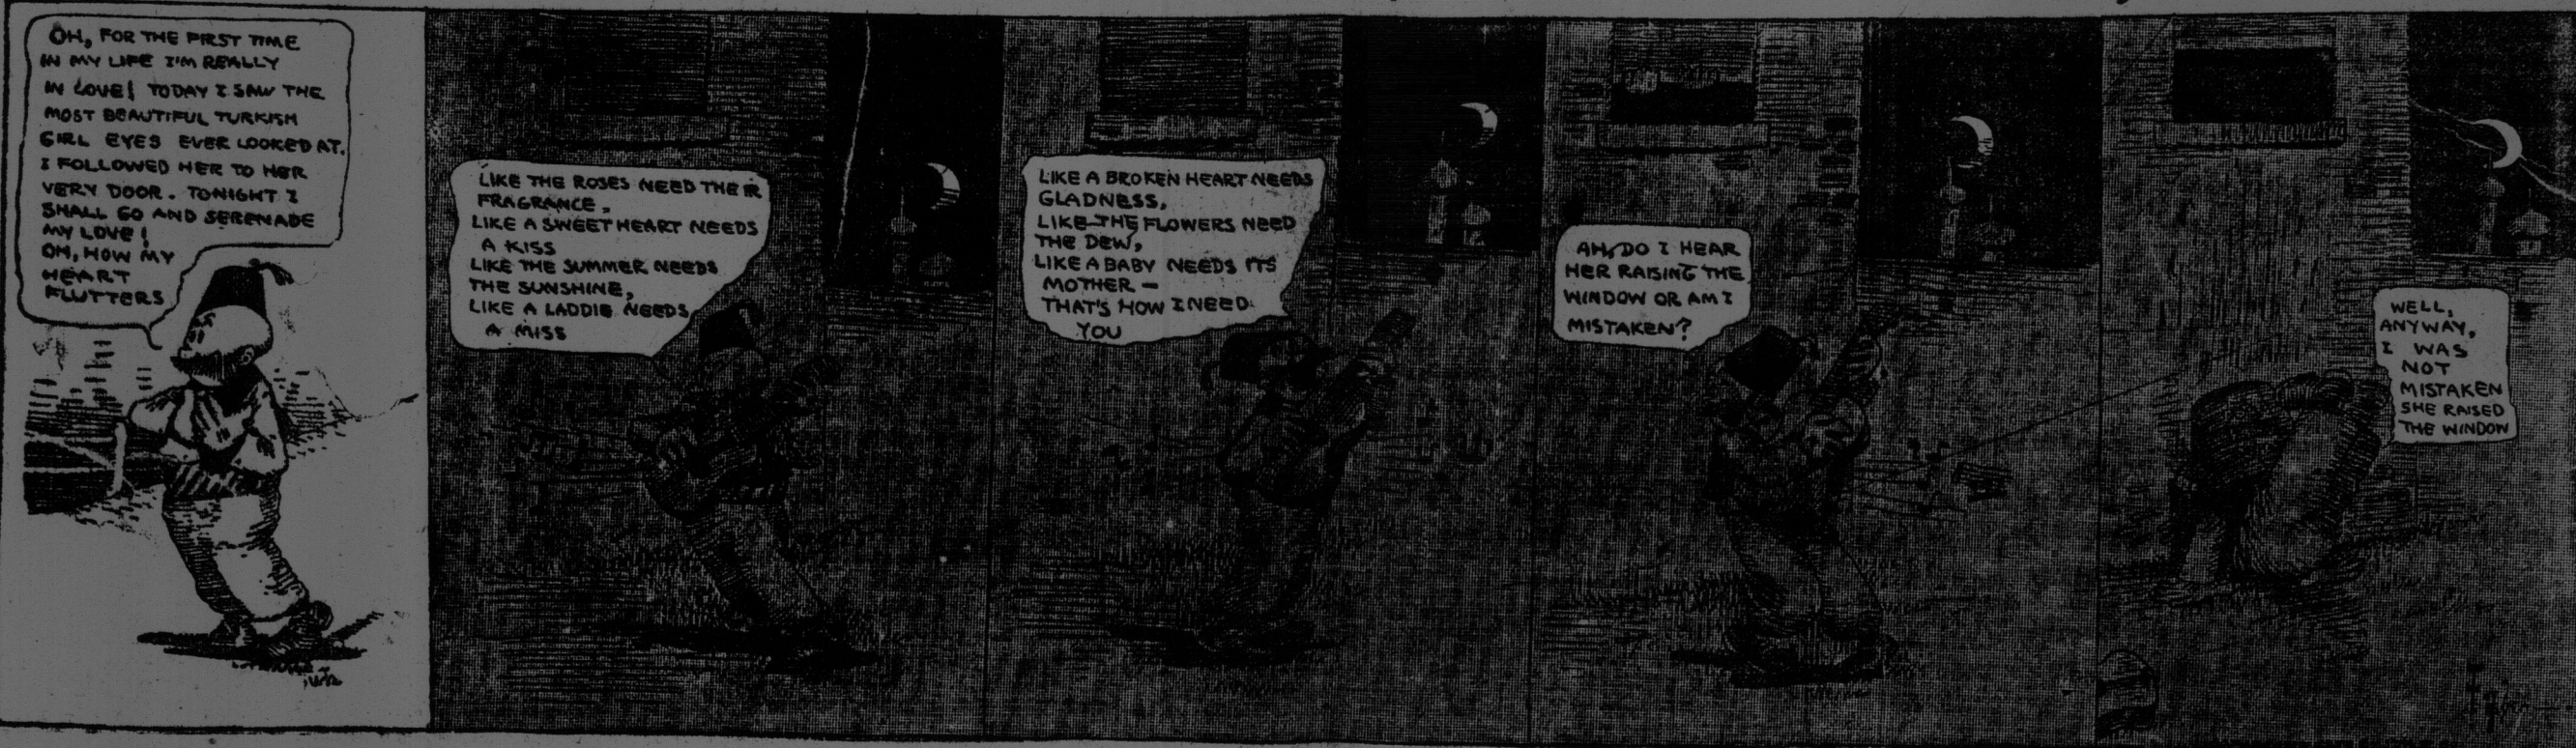 OH, FOR THE FIRST TIME
IN MY LIFE I'M REALLY
IN LOVE! TODAY I SAW THE
MOST BEAUTIFUL TURKISH
GIRL EYES EVER LOOKED AT.
I FOLLOWED HER TO HER
VERY DOOR. TONIGHT I
SHALL GO AND SERENADE
MY LOVE!
OH, HOW MY
HEART
FLUTTERS
LIKE THE ROSES NEED THEIR
FRAGRANCE,
LIKE A SWEETHEART NEEDS
A KISS
LIKE THE SUMMER NEEDS
THE SUNSHINE,
LIKE A LADDIE NEEDS
A MISS
LIKE A BROKEN HEART NEEDS
GLADNESS,
LIKE THE FLOWERS NEED
THE DEW,
LIKE A BABY NEEDS ITS
MOTHER —
THAT'S HOW I NEED
YOU
AH, DO I HEAR
HER RAISING THE
WINDOW OR AM I
MISTAKEN?
WELL,
ANYWAY,
I WAS
NOT
MISTAKEN
SHE RAISED
THE WINDOW